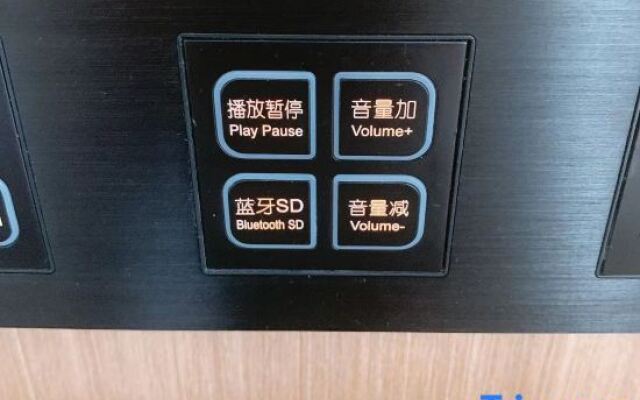 播放暂停
Play Pause
音量加
Volume+
蓝牙SD
Bluetooth SD
音量减
Volume-